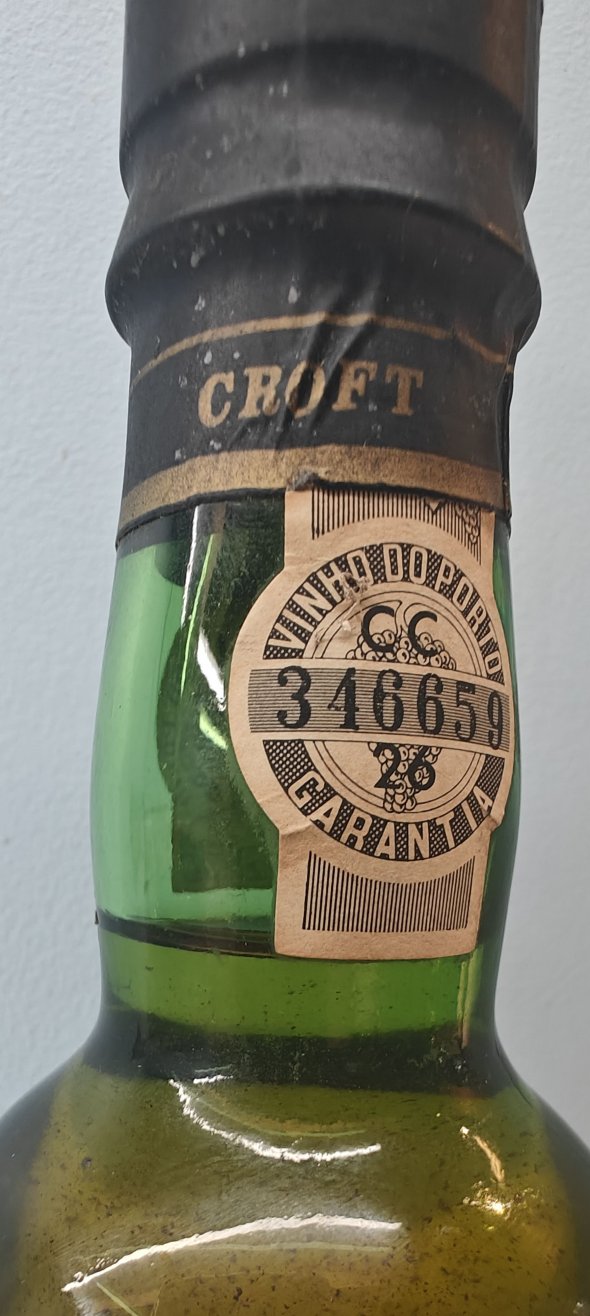 CROFT
VINHO DO PORTO
CC
346659
26
GARANTIA